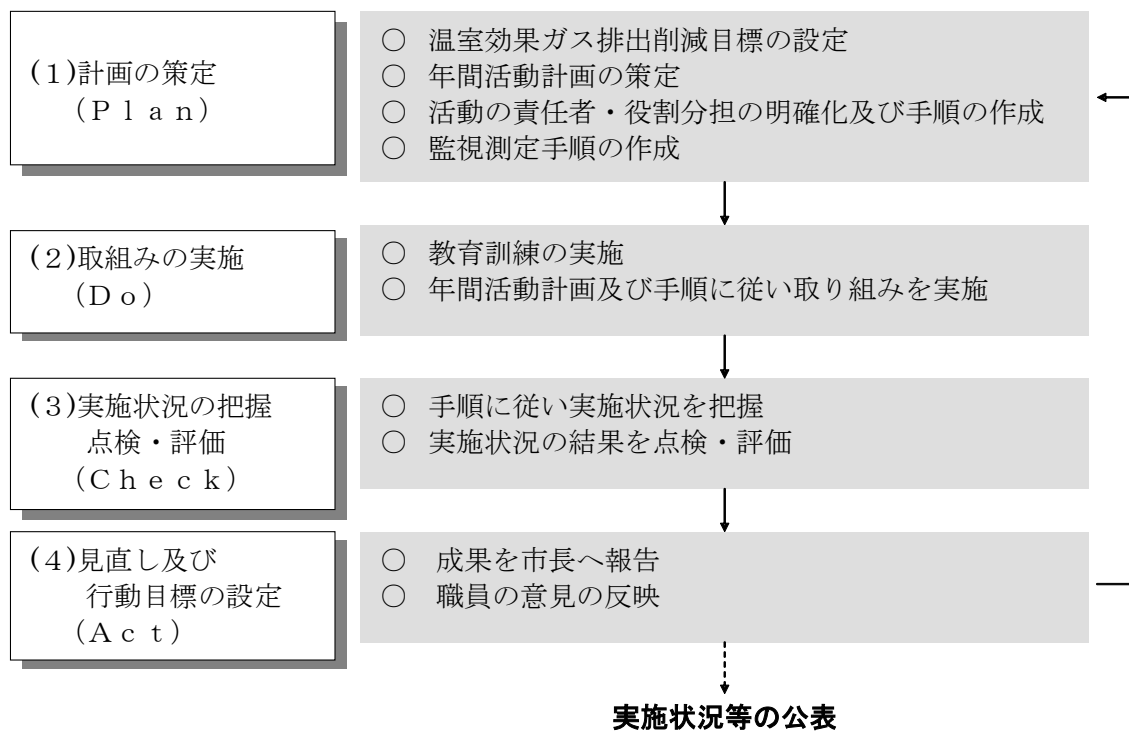 (1)計画の策定
(Plan)
○ 温室効果ガス排出削減目標の設定
○ 年間活動計画の策定
○ 活動の責任者・役割分担の明確化及び手順の作成
○ 監視測定手順の作成
(2)取組みの実施
(Do)
○ 教育訓練の実施
○ 年間活動計画及び手順に従い取り組みを実施
(3)実施状況の把握
点検・評価
(Check)
○ 手順に従い実施状況を把握
○ 実施状況の結果を点検・評価
(4)見直し及び
行動目標の設定
(Act)
○ 成果を市長へ報告
○ 職員の意見の反映
実施状況等の公表